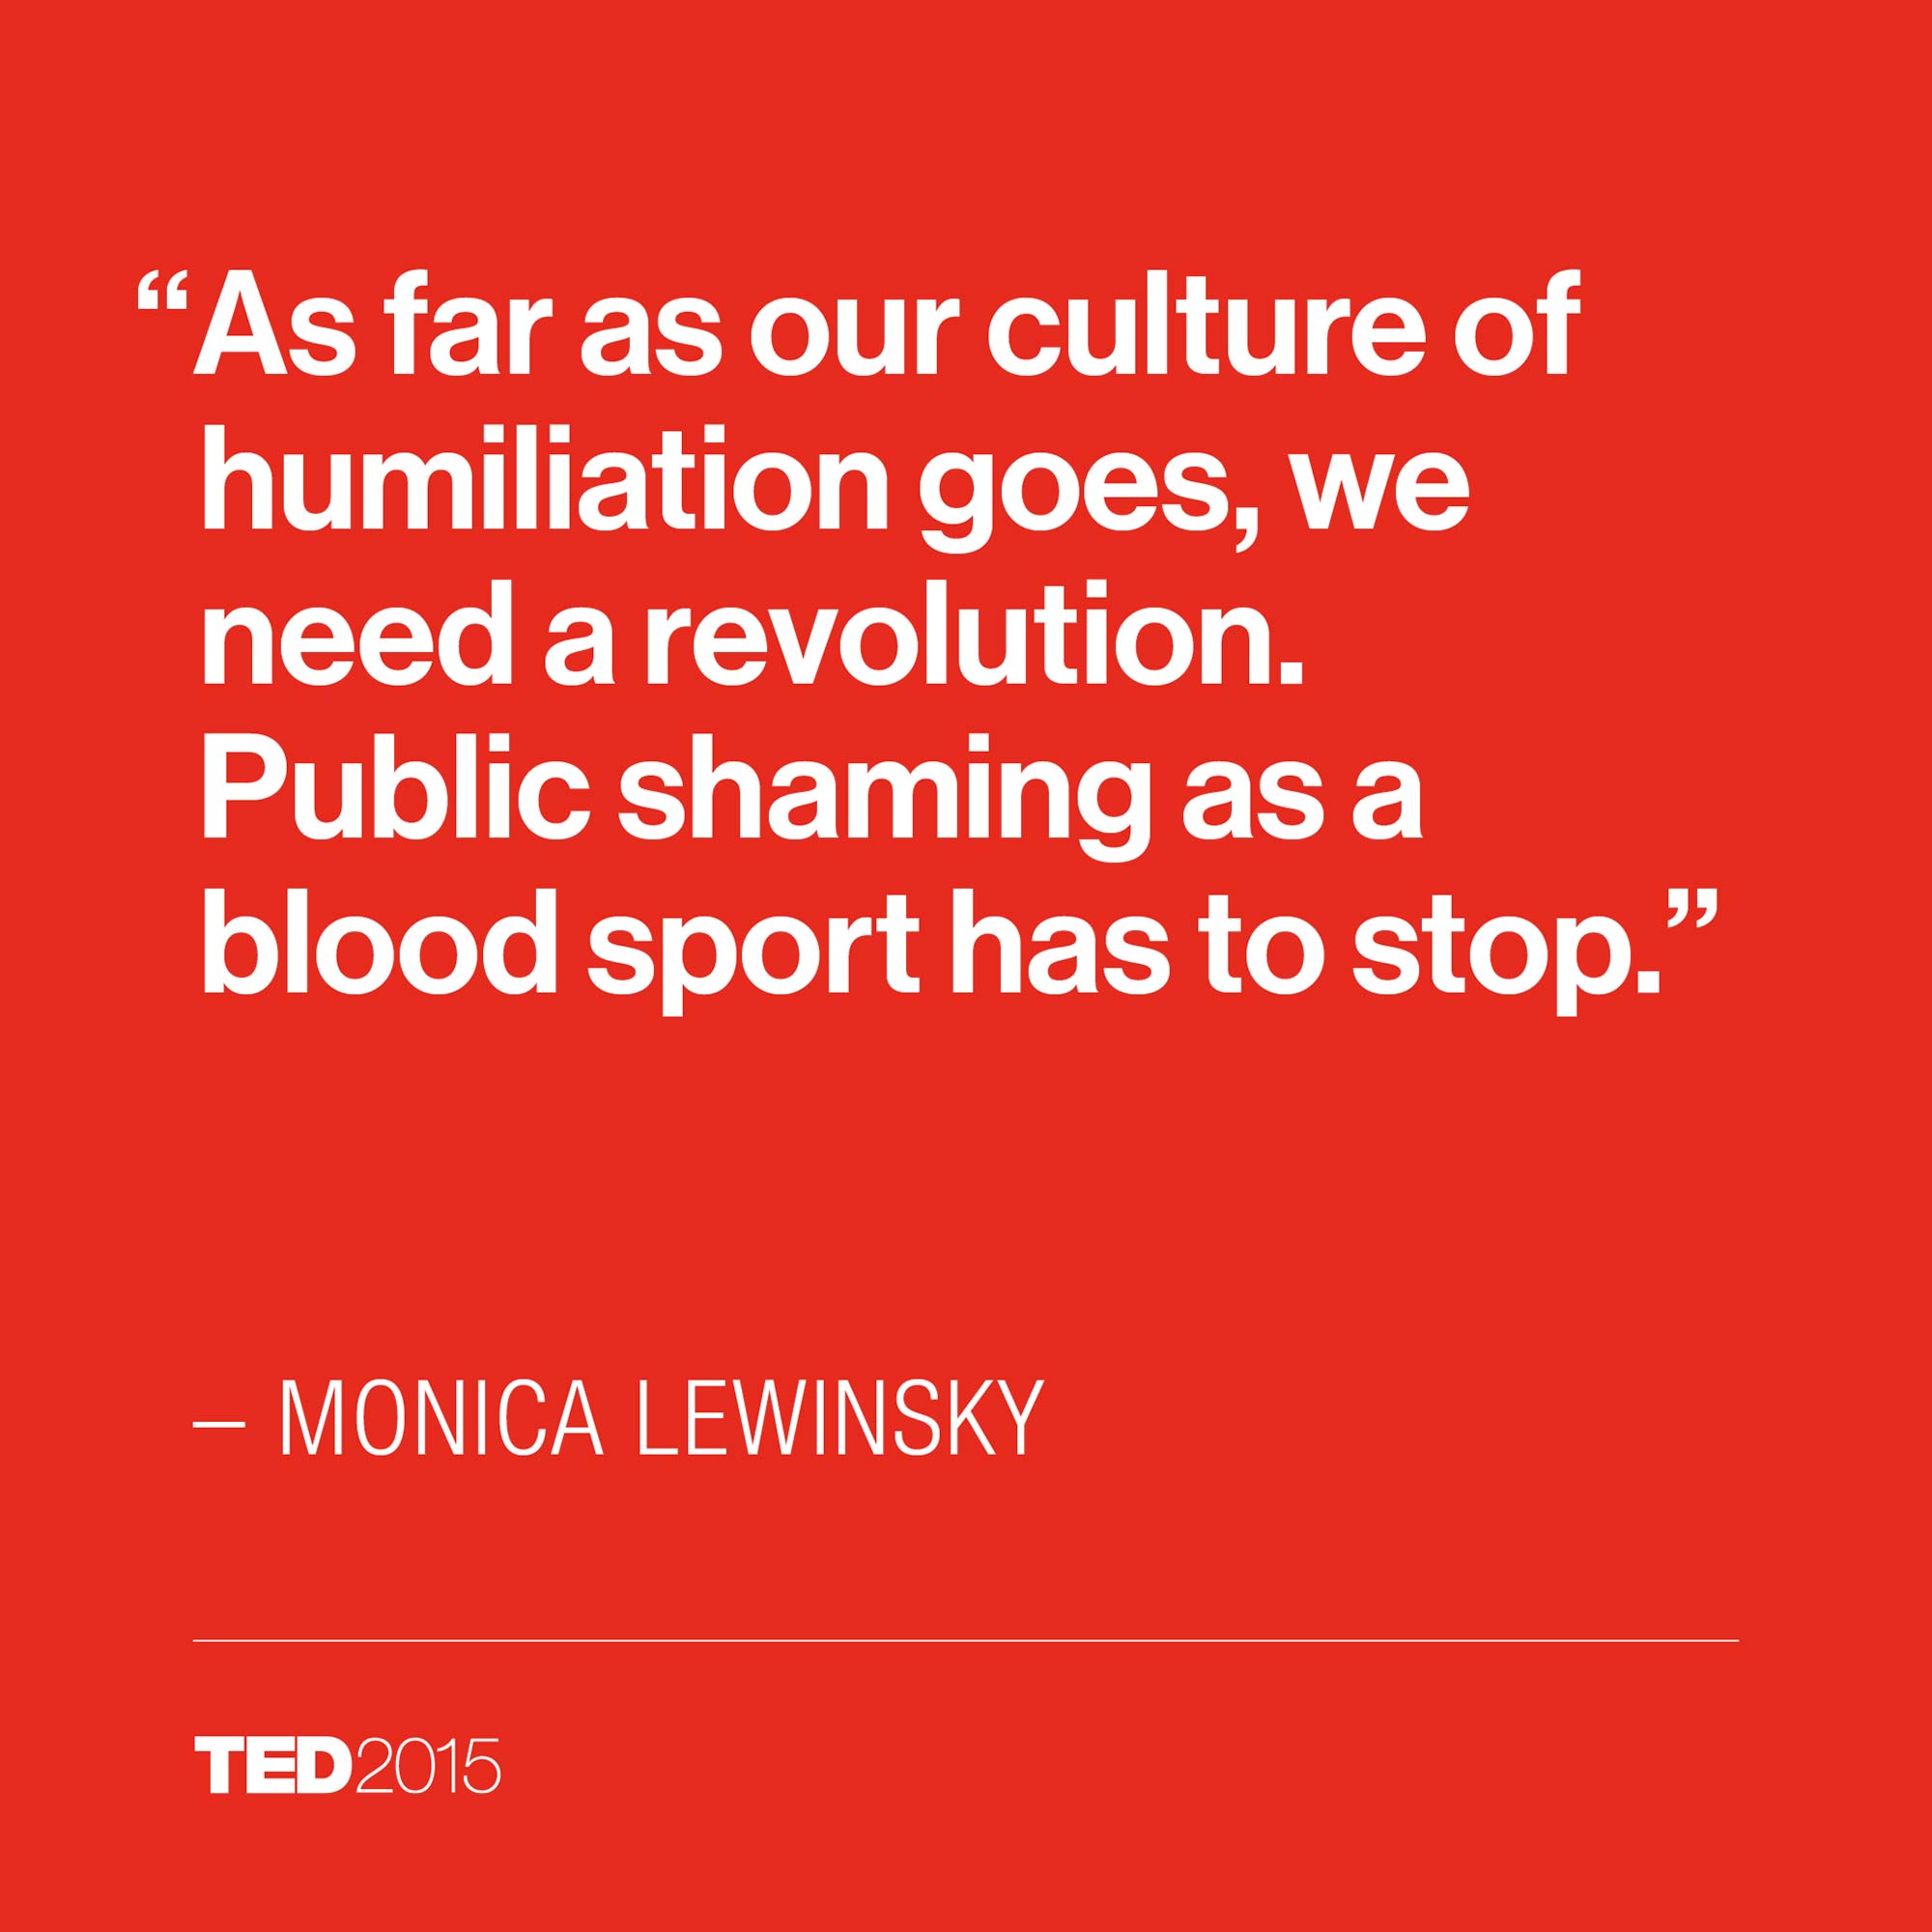 “As far as our culture of
humiliation goes, we
need a revolution.
Public shaming as a
blood sport has to stop.”
— MONICA LEWINSKY
TED2015